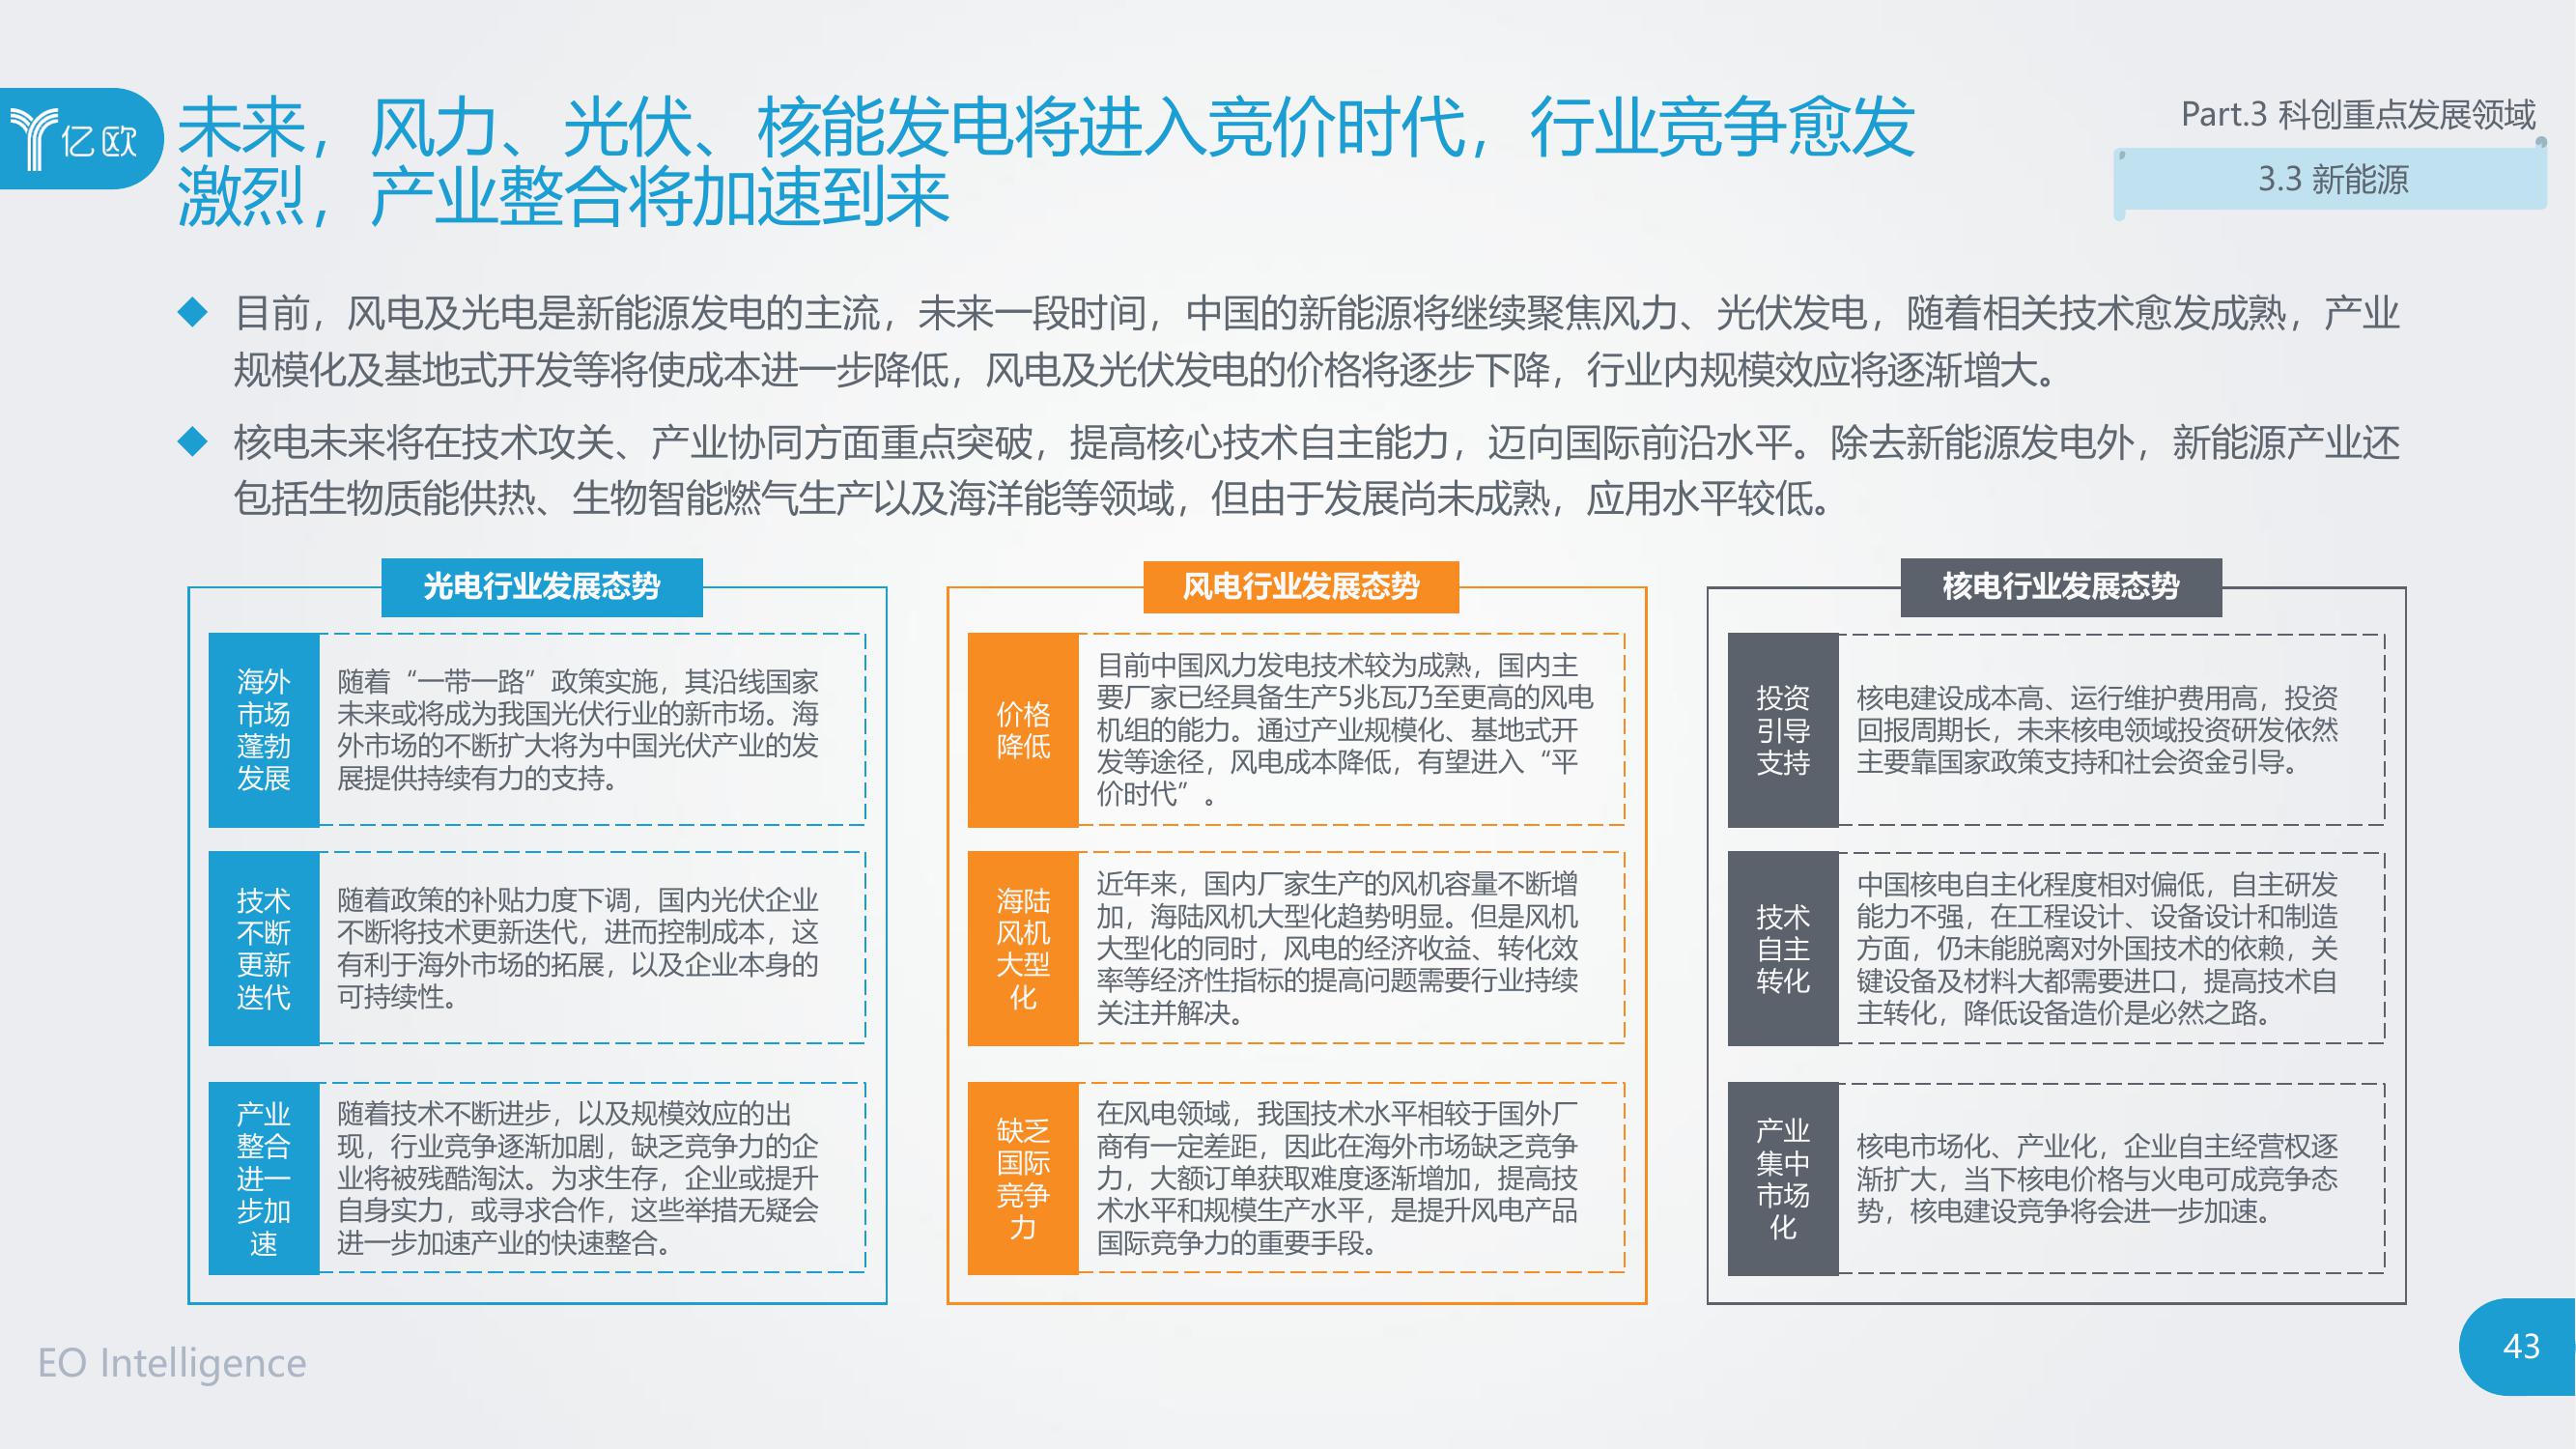 亿欧
未来，风力、光伏、核能发电将进入竞价时代，行业竞争愈发
激烈，产业整合将加速到来
Part.3 科创重点发展领域
3.3 新能源
目前，风电及光电是新能源发电的主流，未来一段时间，中国的新能源将继续聚焦风力、光伏发电，随着相关技术愈发成熟，产业
规模化及基地式开发等将使成本进一步降低，风电及光伏发电的价格将逐步下降，行业内规模效应将逐渐增大。
核电未来将在技术攻关、产业协同方面重点突破，提高核心技术自主能力，迈向国际前沿水平。除去新能源发电外，新能源产业还
包括生物质能供热、生物智能燃气生产以及海洋能等领域，但由于发展尚未成熟，应用水平较低。
光电行业发展态势
海外
市场
蓬勃
发展
随着“一带一路”政策实施，其沿线国家
未来或将成为我国光伏行业的新市场。海
外市场的不断扩大将为中国光伏产业的发
展提供持续有力的支持。
技术
不断
更新
迭代
随着政策的补贴力度下调，国内光伏企业
不断将技术更新迭代，进而控制成本，这
有利于海外市场的拓展，以及企业本身的
可持续性。
产业
整合
进一
步加
速
随着技术不断进步，以及规模效应的出
现，行业竞争逐渐加剧，缺乏竞争力的企
业将被残酷淘汰。为求生存，企业或提升
自身实力，或寻求合作，这些举措无疑会
进一步加速产业的快速整合。
风电行业发展态势
价格
降低
目前中国风力发电技术较为成熟，国内主
要厂家已经具备生产5兆瓦乃至更高的风电
机组的能力。通过产业规模化、基地式开
发等途径，风电成本降低，有望进入“平
价时代”。
海陆
风机
大型
化
近年来，国内厂家生产的风机容量不断增
加，海陆风机大型化趋势明显。但是风机
大型化的同时，风电的经济收益、转化效
率等经济性指标的提高问题需要行业持续
关注并解决。
缺乏
国际
竞争
力
在风电领域，我国技术水平相较于国外厂
商有一定差距，因此在海外市场缺乏竞争
力，大额订单获取难度逐渐增加，提高技
术水平和规模生产水平，是提升风电产品
国际竞争力的重要手段。
核电行业发展态势
投资
引导
支持
核电建设成本高、运行维护费用高，投资
回报周期长，未来核电领域投资研发依然
主要靠国家政策支持和社会资金引导。
技术
自主
转化
中国核电自主化程度相对偏低，自主研发
能力不强，在工程设计、设备设计和制造
方面，仍未能脱离对外国技术的依赖，关
键设备及材料大都需要进口，提高技术自
主转化，降低设备造价是必然之路。
产业
集中
市场
化
核电市场化、产业化，企业自主经营权逐
渐扩大，当下核电价格与火电可成竞争态
势，核电建设竞争将会进一步加速。
EO Intelligence
43